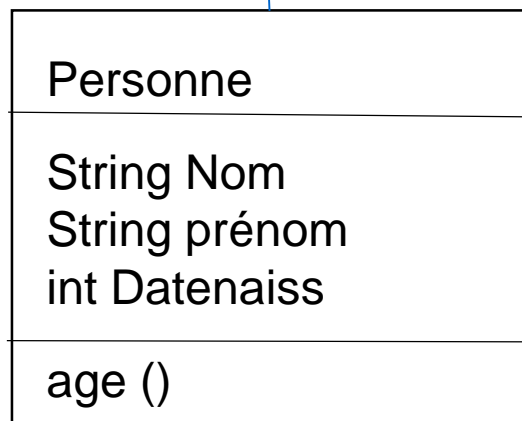 Personne
String Nom
String prénom
int Datenaiss
age ()